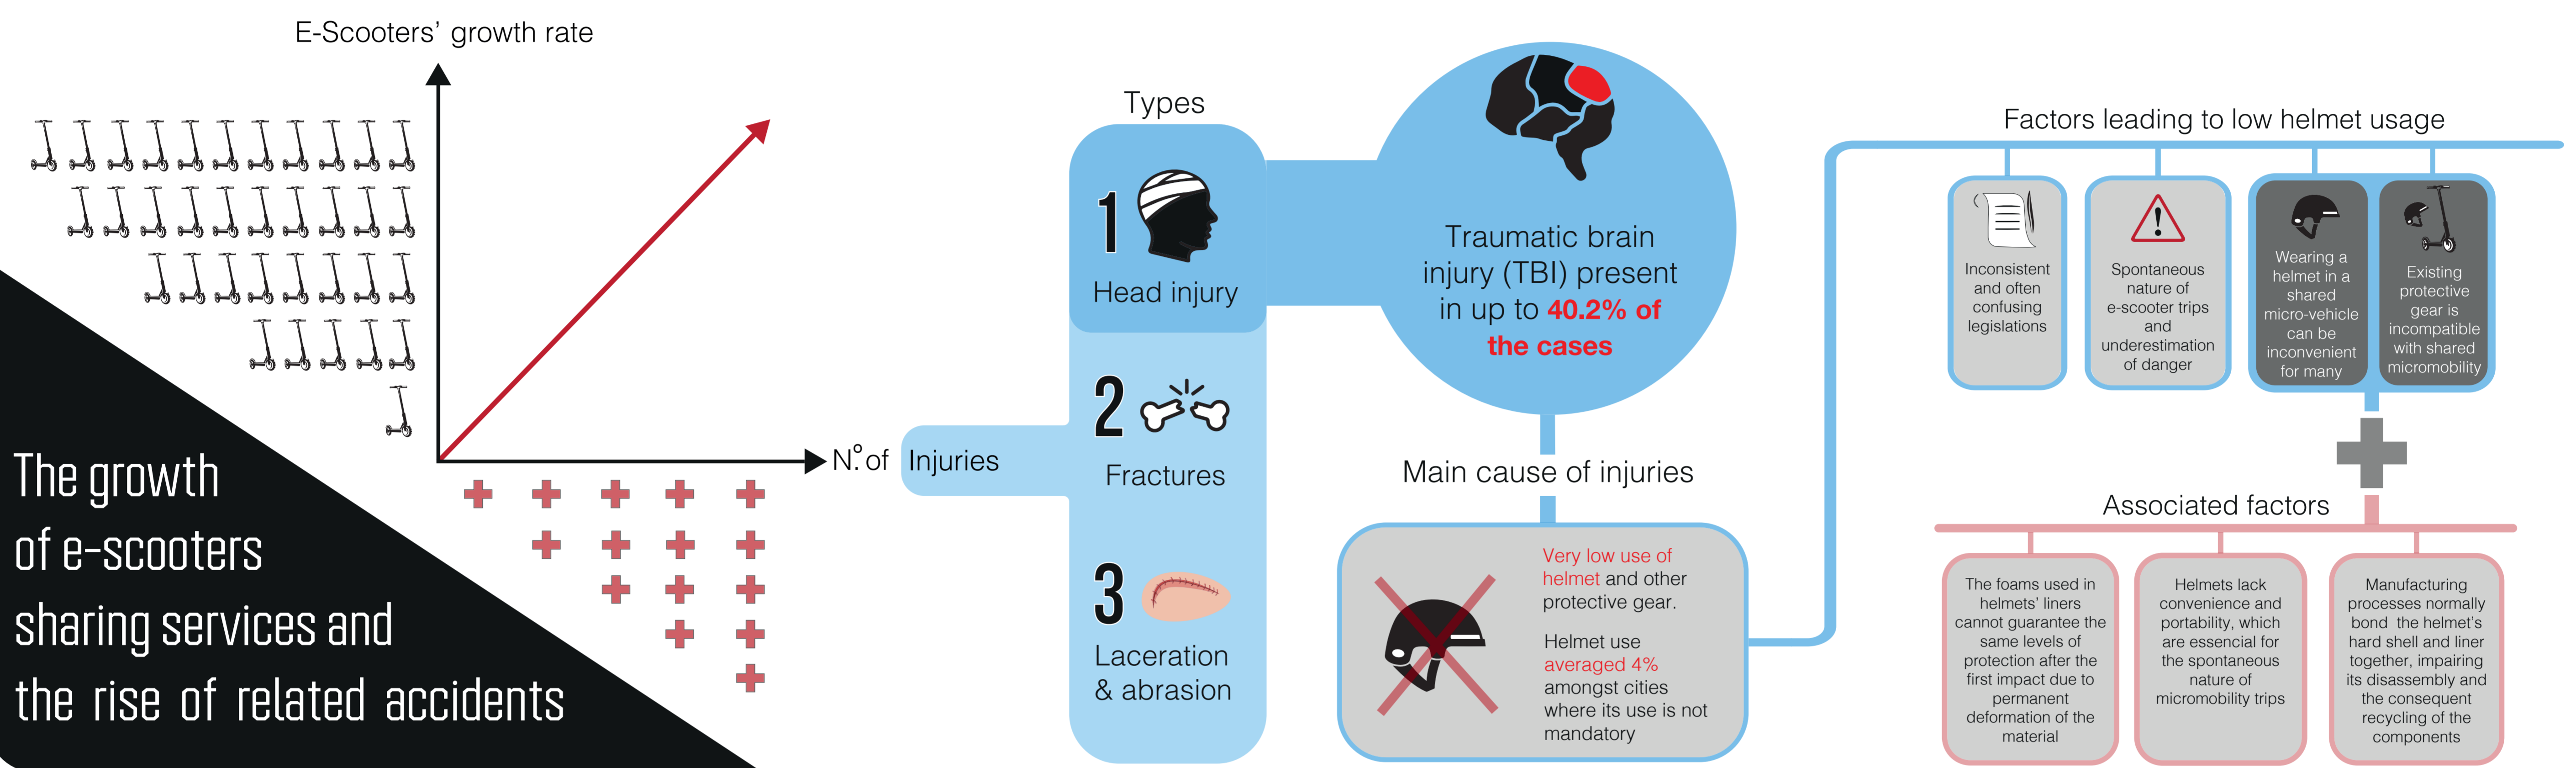 E-Scooters' growth rate
The growth
of e-scooters
sharing services and
the rise of related accidents
N.º of Injuries
Types
1
Head injury
2
Fractures
3
Laceration
& abrasion
Traumatic brain
injury (TBI) present
in up to 40.2% of
the cases
Main cause of injuries
Very low use of
helmet and other
protective gear.
Helmet use
averaged 4%
amongst cities
where its use is not
mandatory
Factors leading to low helmet usage
Inconsistent
and often
confusing
legislations
Spontaneous
nature of
e-scooter trips
and
underestimation
of danger
Wearing a
helmet in a
shared
micro-vehicle
can be
inconvenient
for many
Existing
protective
gear is
incompatible
with shared
micromobility
Associated factors
The foams used in
helmets' liners
cannot guarantee the
same levels of
protection after the
first impact due to
permanent
deformation of the
material
Helmets lack
convenience and
portability, which
are essencial for
the spontaneous
nature of
micromobility trips
Manufacturing
processes normally
bond the helmet's
hard shell and liner
together, impairing
its disassembly and
the consequent
recycling of the
components